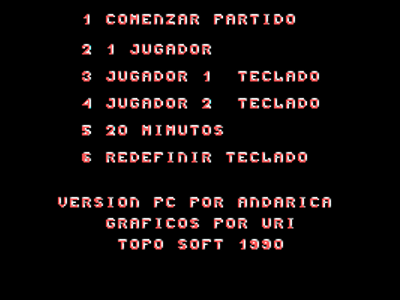 1 COMENZAR PARTIDO
2 1 JUGADOR
3 JUGADOR 1 TECLADO
4 JUGADOR 2 TECLADO
5 20 MIMUTOS
6 REDEFINIR TECLADO
VERSION PC POR ANDARICA
GRAFICOS POR URI
TOPO SOFT 1990